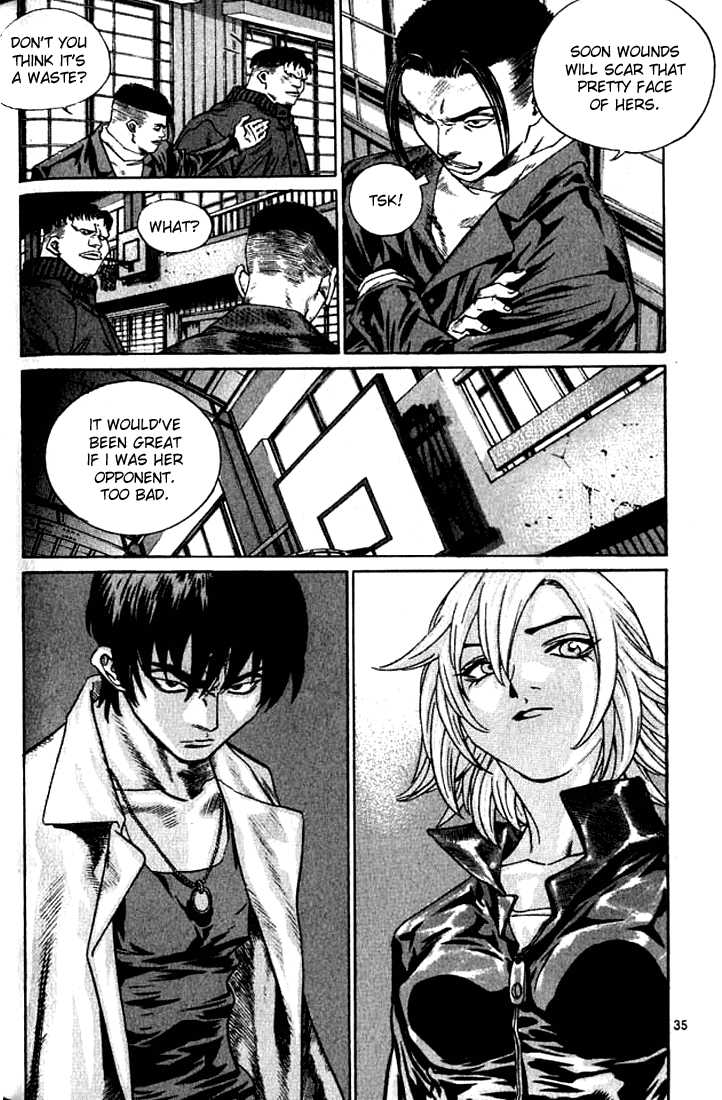 DON'T YOU
THINK IT'S
A WASTE?
WHAT?
SOON WOUNDS
WILL SCAR THAT
PRETTY FACE
OF HERS.
TSK!
IT WOULD'VE
BEEN GREAT
IF I WAS HER
OPPONENT.
TOO BAD.
35